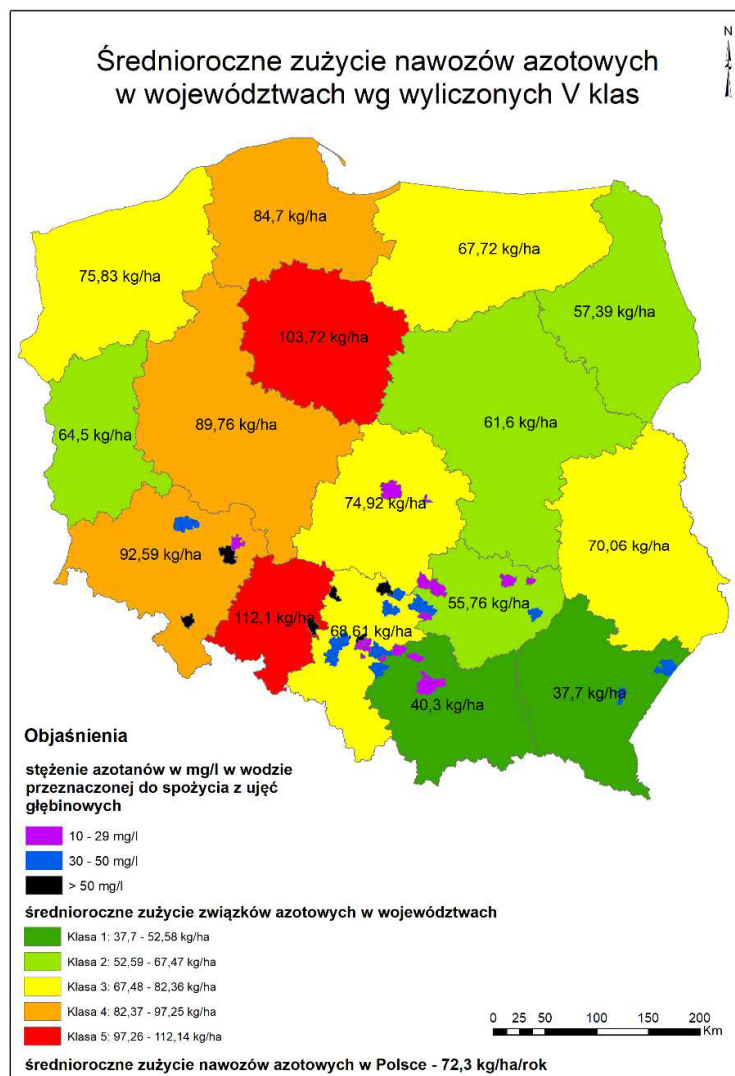 Średnioroczne zużycie nawozów azotowych
w województwach wg wyliczonych V klas
N
84,7 kg/ha
67,72 kg/ha
75,83 kg/ha
57,39 kg/ha
103,72 kg/ha
89,76 kg/ha
61,6 kg/ha
64,5 kg/ha
74,92 kg/ha
70,06 kg/ha
92,59 kg/ha
55,76 kg/ha
112,1 kg/ha
68,61 kg/ha
37,7 kg/ha
40,3 kg/ha
Objaśnienia
stężenie azotanów w mg/l w wodzie
przeznaczonej do spożycia z ujęć
głębinowych
10 - 29 mg/l
30 - 50 mg/l
> 50 mg/l
średnioroczne zużycie związków azotowych w województwach
Klasa 1: 37,7 - 52,58 kg/ha
Klasa 2: 52,59 - 67,47 kg/ha
Klasa 3: 67,48 - 82,36 kg/ha
Klasa 4: 82,37 - 97,25 kg/ha
Klasa 5: 97,26 - 112,14 kg/ha
0 25 50 100 150 200
Km
średnioroczne zużycie nawozów azotowych w Polsce - 72,3 kg/ha/rok